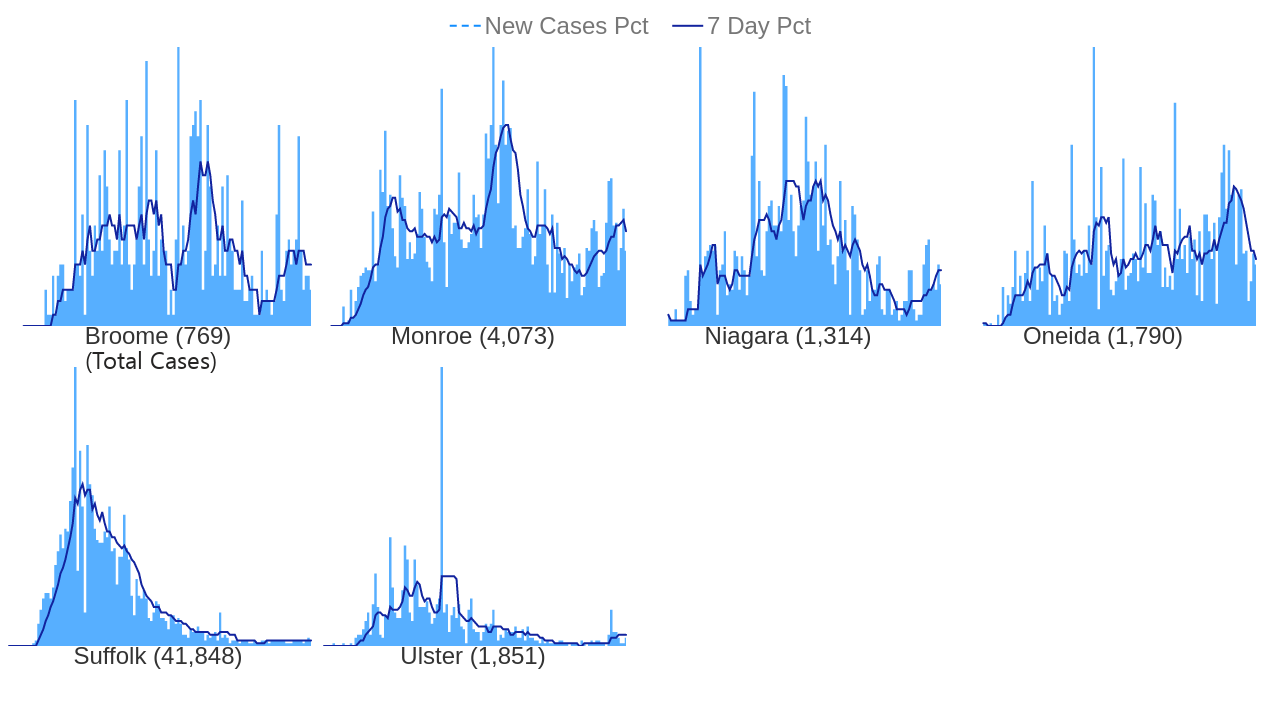 New Cases Pct 7 Day Pct
Broome (769)
(Total Cases)
Monroe (4,073)
Niagara (1,314)
Oneida (1,790)
Suffolk (41,848)
Ulster (1,851)